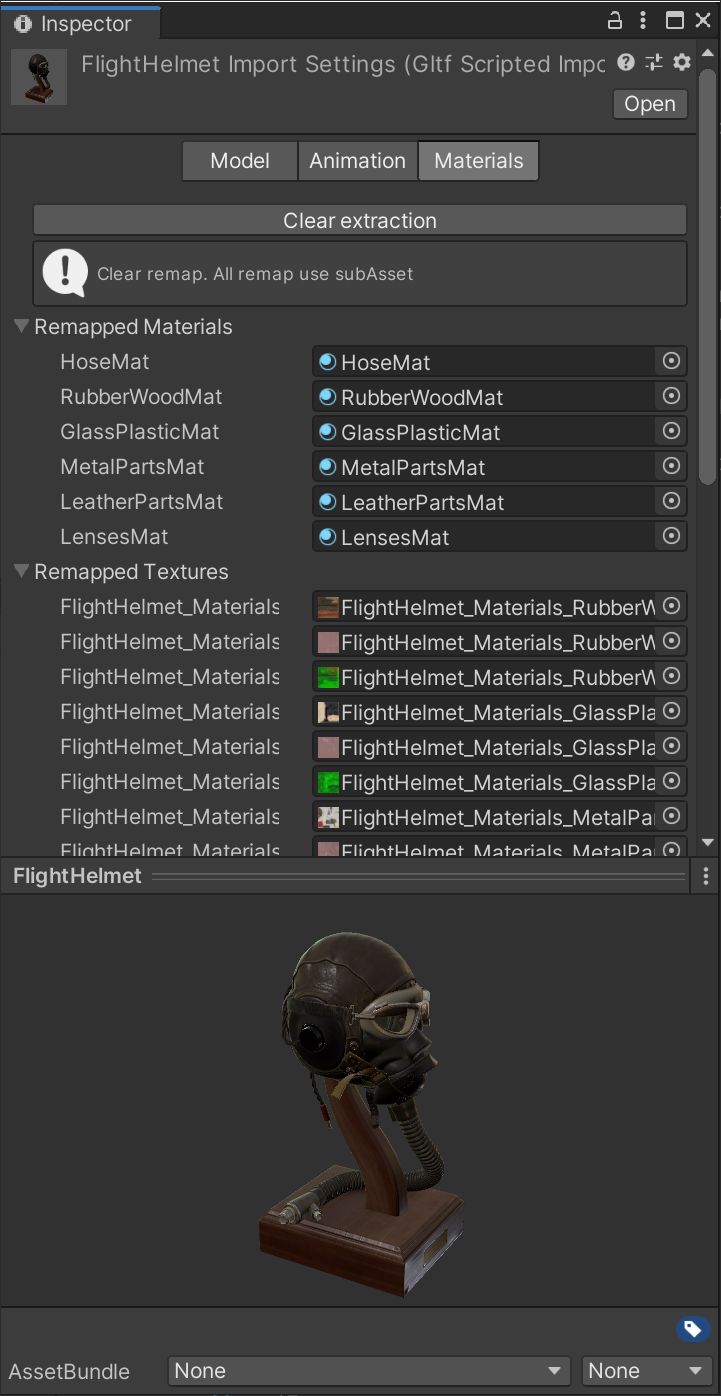 Inspector
FlightHelmet Import Settings (Gltf Scripted Impo
Open
Model Animation Materials
Clear extraction
Clear remap. All remap use subAsset
Remapped Materials
HoseMat HoseMat
RubberWoodMat RubberWoodMat
GlassPlasticMat GlassPlasticMat
MetalPartsMat MetalPartsMat
LeatherPartsMat LeatherPartsMat
LensesMat LensesMat
Remapped Textures
FlightHelmet_Materials FlightHelmet_Materials_RubberW
FlightHelmet_Materials FlightHelmet_Materials_RubberW
FlightHelmet_Materials FlightHelmet_Materials_RubberW
FlightHelmet_Materials FlightHelmet_Materials_GlassPla
FlightHelmet_Materials FlightHelmet_Materials_GlassPla
FlightHelmet_Materials FlightHelmet_Materials_GlassPla
FlightHelmet_Materials FlightHelmet_Materials_MetalPa
FlightHelmet_Materials FlightHelmet_Materials_MetalPa
FlightHelmet
AssetBundle None None